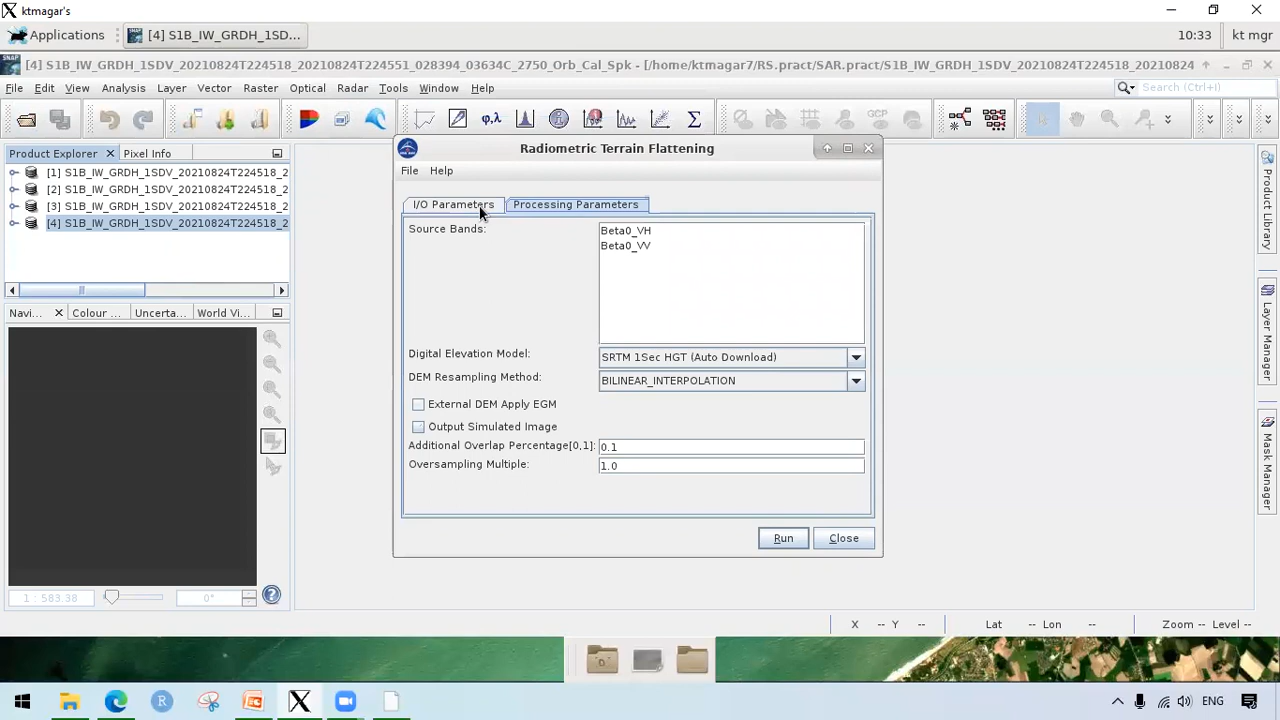 ktmagar's
Applications
[4] S1B_IW_GRDH_1SD...
10:33
kt mgr
[4] S1B_IW_GRDH_1SDV_20210824T224518_20210824T224551_028394_03634C_2750_Orb_Cal_Spk - [/home/ktmagar7/RS.pract/SAR.pract/S1B_IW_GRDH_1SDV_20210824T224518_20210824
File Edit View Analysis Layer Vector Raster Optical Radar Tools Window Help
Search (Ctrl+I)
Product Explorer
Pixel Info
[1] S1B_IW_GRDH_1SDV_20210824T224518_2
[2] S1B_IW_GRDH_1SDV_20210824T224518_2
[3] S1B_IW_GRDH_1SDV_20210824T224518_2
[4] S1B_IW_GRDH_1SDV_20210824T224518_2
Navi... Colour ... Uncerta... World Vi...
1 : 583.38
0°
Radiometric Terrain Flattening
File Help
I/O Parameters
Processing Parameters
Source Bands:
Beta0_VH
Beta0_VV
Digital Elevation Model:
SRTM 1Sec HGT (Auto Download)
DEM Resampling Method:
BILINEAR_INTERPOLATION
External DEM Apply EGM
Output Simulated Image
Additional Overlap Percentage[0,1]:
0.1
Oversampling Multiple:
1.0
Run
Close
Product Library
Layer Manager
Mask Manager
X -- Y -- Lat -- Lon -- Zoom -- Level --
ENG